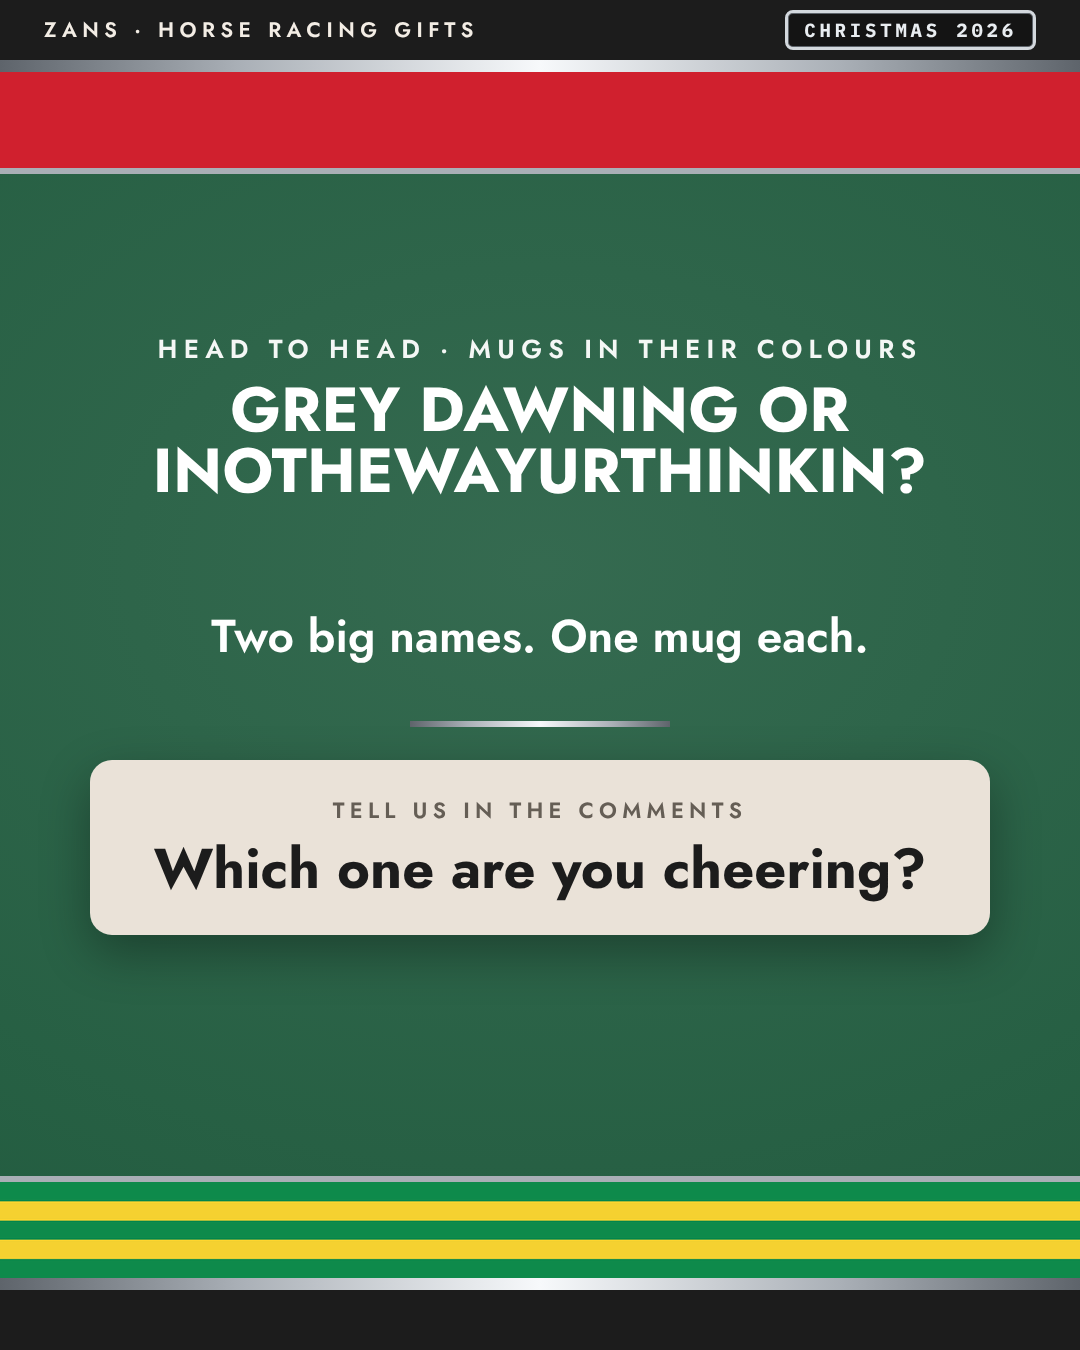 ZANS · HORSE RACING GIFTS
CHRISTMAS 2026
HEAD TO HEAD · MUGS IN THEIR COLOURS
GREY DAWNING OR
INOTHEWAYURTHINKIN?
Two big names. One mug each.
TELL US IN THE COMMENTS
Which one are you cheering?